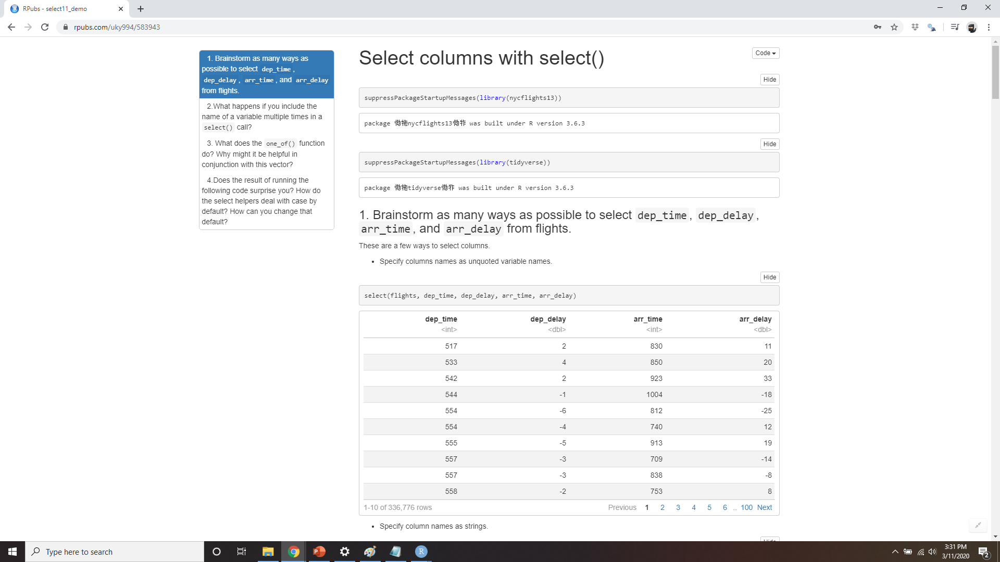 RPubs - select11_demo
rpubs.com/uky994/583943
1. Brainstorm as many ways as
possible to select dep_time,
dep_delay, arr_time, and arr_delay
from flights.
2.What happens if you include the
name of a variable multiple times in a
select() call?
3. What does the one_of() function
do? Why might it be helpful in
conjunction with this vector?
4.Does the result of running the
following code surprise you? How do
the select helpers deal with case by
default? How can you change that
default?
Select columns with select()
Code
Hide
suppressPackageStartupMessages(library(nycflights13))
package 恸牠nycflights13恸牪 was built under R version 3.6.3
Hide
suppressPackageStartupMessages(library(tidyverse))
package 恸牠tidyverse恸牪 was built under R version 3.6.3
1. Brainstorm as many ways as possible to select dep_time, dep_delay,
arr_time, and arr_delay from flights.
These are a few ways to select columns.
• Specify columns names as unquoted variable names.
Hide
select(flights, dep_time, dep_delay, arr_time, arr_delay)
dep_time dep_delay arr_time arr_delay
<int> <dbl> <int> <dbl>
517 2 830 11
533 4 850 20
542 2 923 33
544 -1 1004 -18
554 -6 812 -25
554 -4 740 12
555 -5 913 19
557 -3 709 -14
557 -3 838 -8
558 -2 753 8
1-10 of 336,776 rows Previous 1 2 3 4 5 6 ... 100 Next
• Specify column names as strings.
Hide
Type here to search
3:31 PM
3/11/2020
2